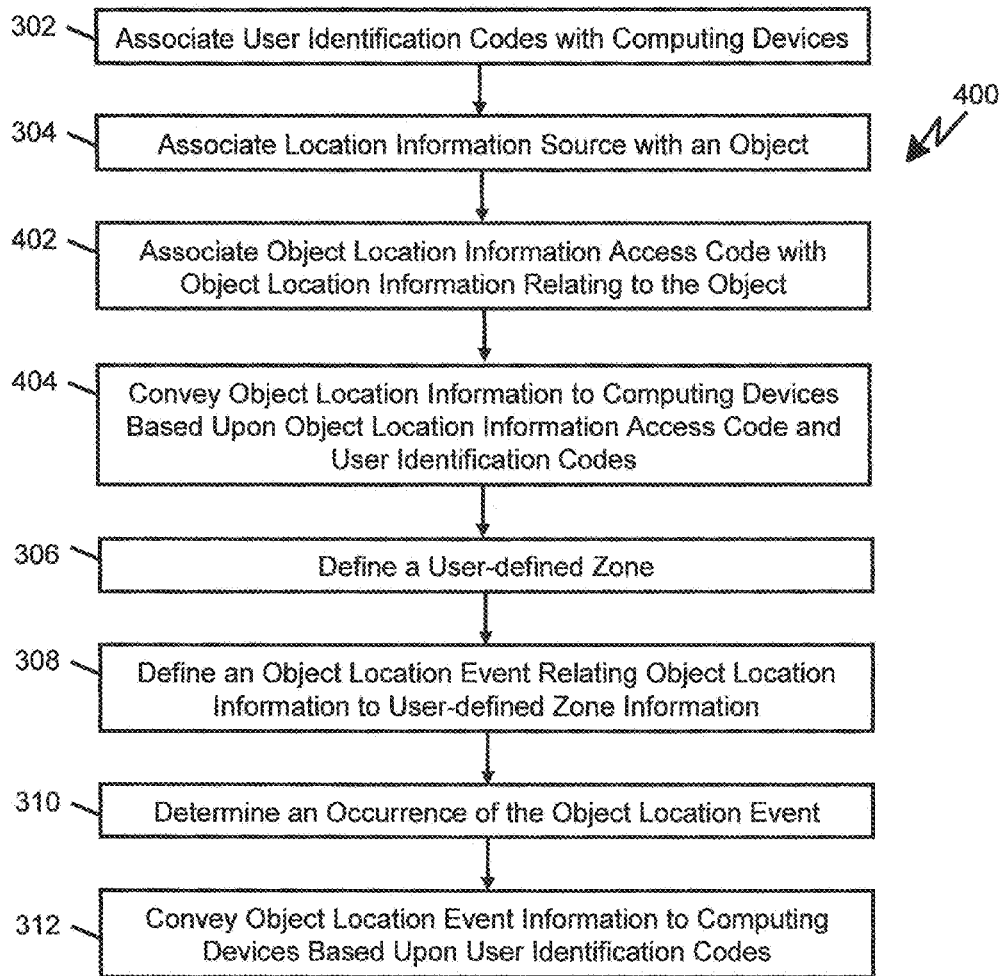 302
Associate User Identification Codes with Computing Devices
400
304
Associate Location Information Source with an Object
402
Associate Object Location Information Access Code with
Object Location Information Relating to the Object
404
Convey Object Location Information to Computing Devices
Based Upon Object Location Information Access Code and
User Identification Codes
306
Define a User-defined Zone
308
Define an Object Location Event Relating Object Location
Information to User-defined Zone Information
310
Determine an Occurrence of the Object Location Event
312
Convey Object Location Event Information to Computing
Devices Based Upon User Identification Codes